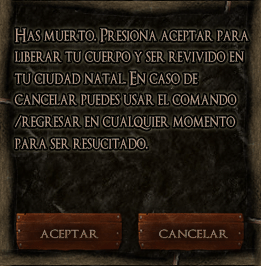 Has muerto. Presiona aceptar para
liberar tu cuerpo y ser revivido en
tu ciudad natal. En caso de
cancelar puedes usar el comando
/regresar en cualquier momento
para ser resucitado.
ACEPTAR CANCELAR